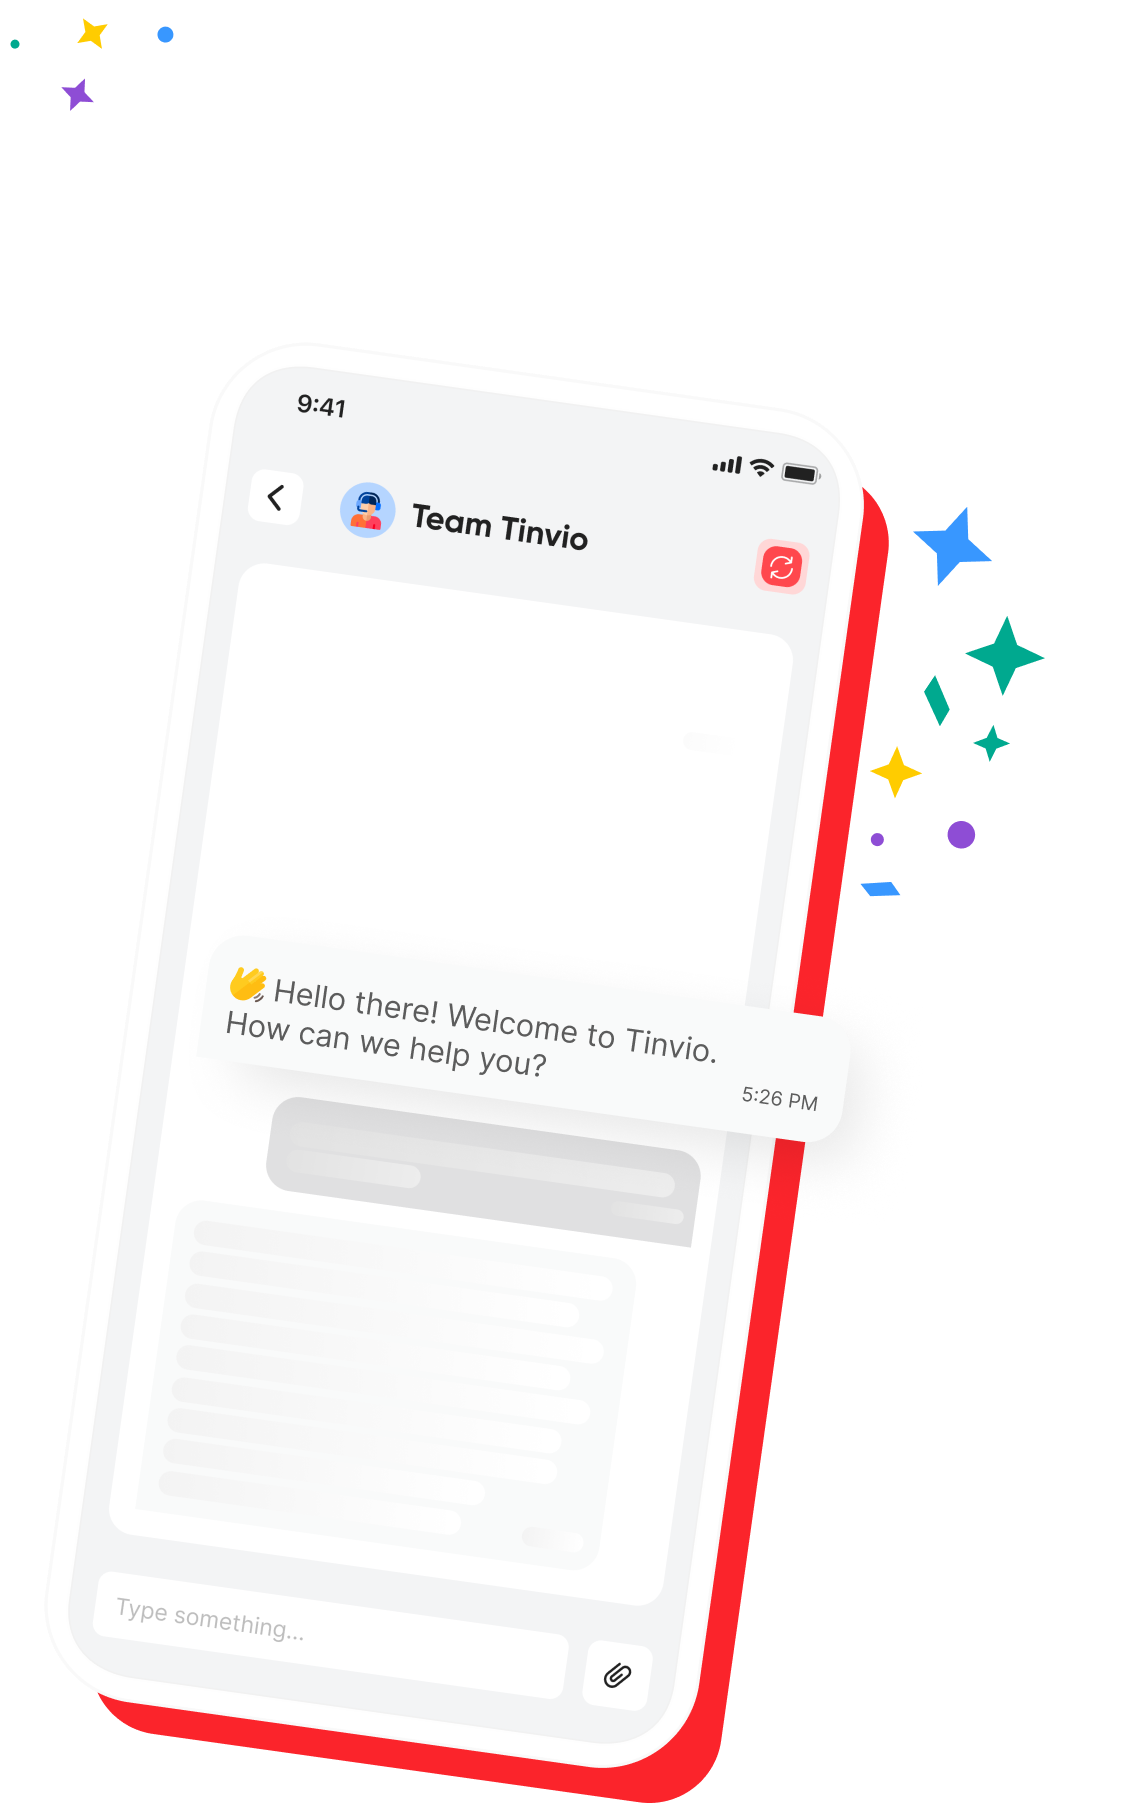 9:41
Team Tinvio
👋 Hello there! Welcome to Tinvio.
How can we help you?
5:26 PM
Type something...